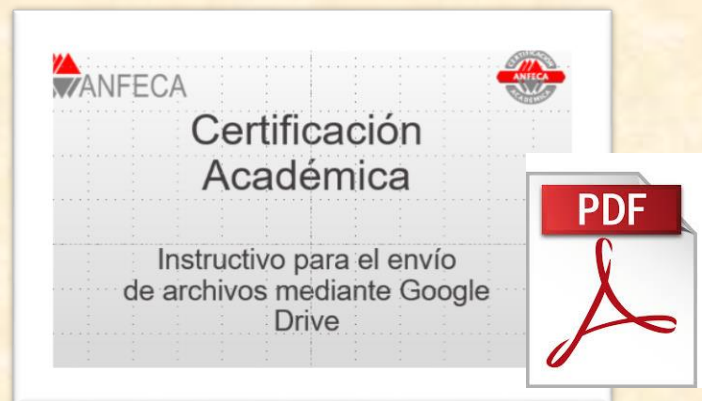 ANFECA
CERTIFICACIÓN
ANFECA
ACADÉMICA
Certificación
Académica
PDF
Instructivo para el envío
de archivos mediante Google
Drive